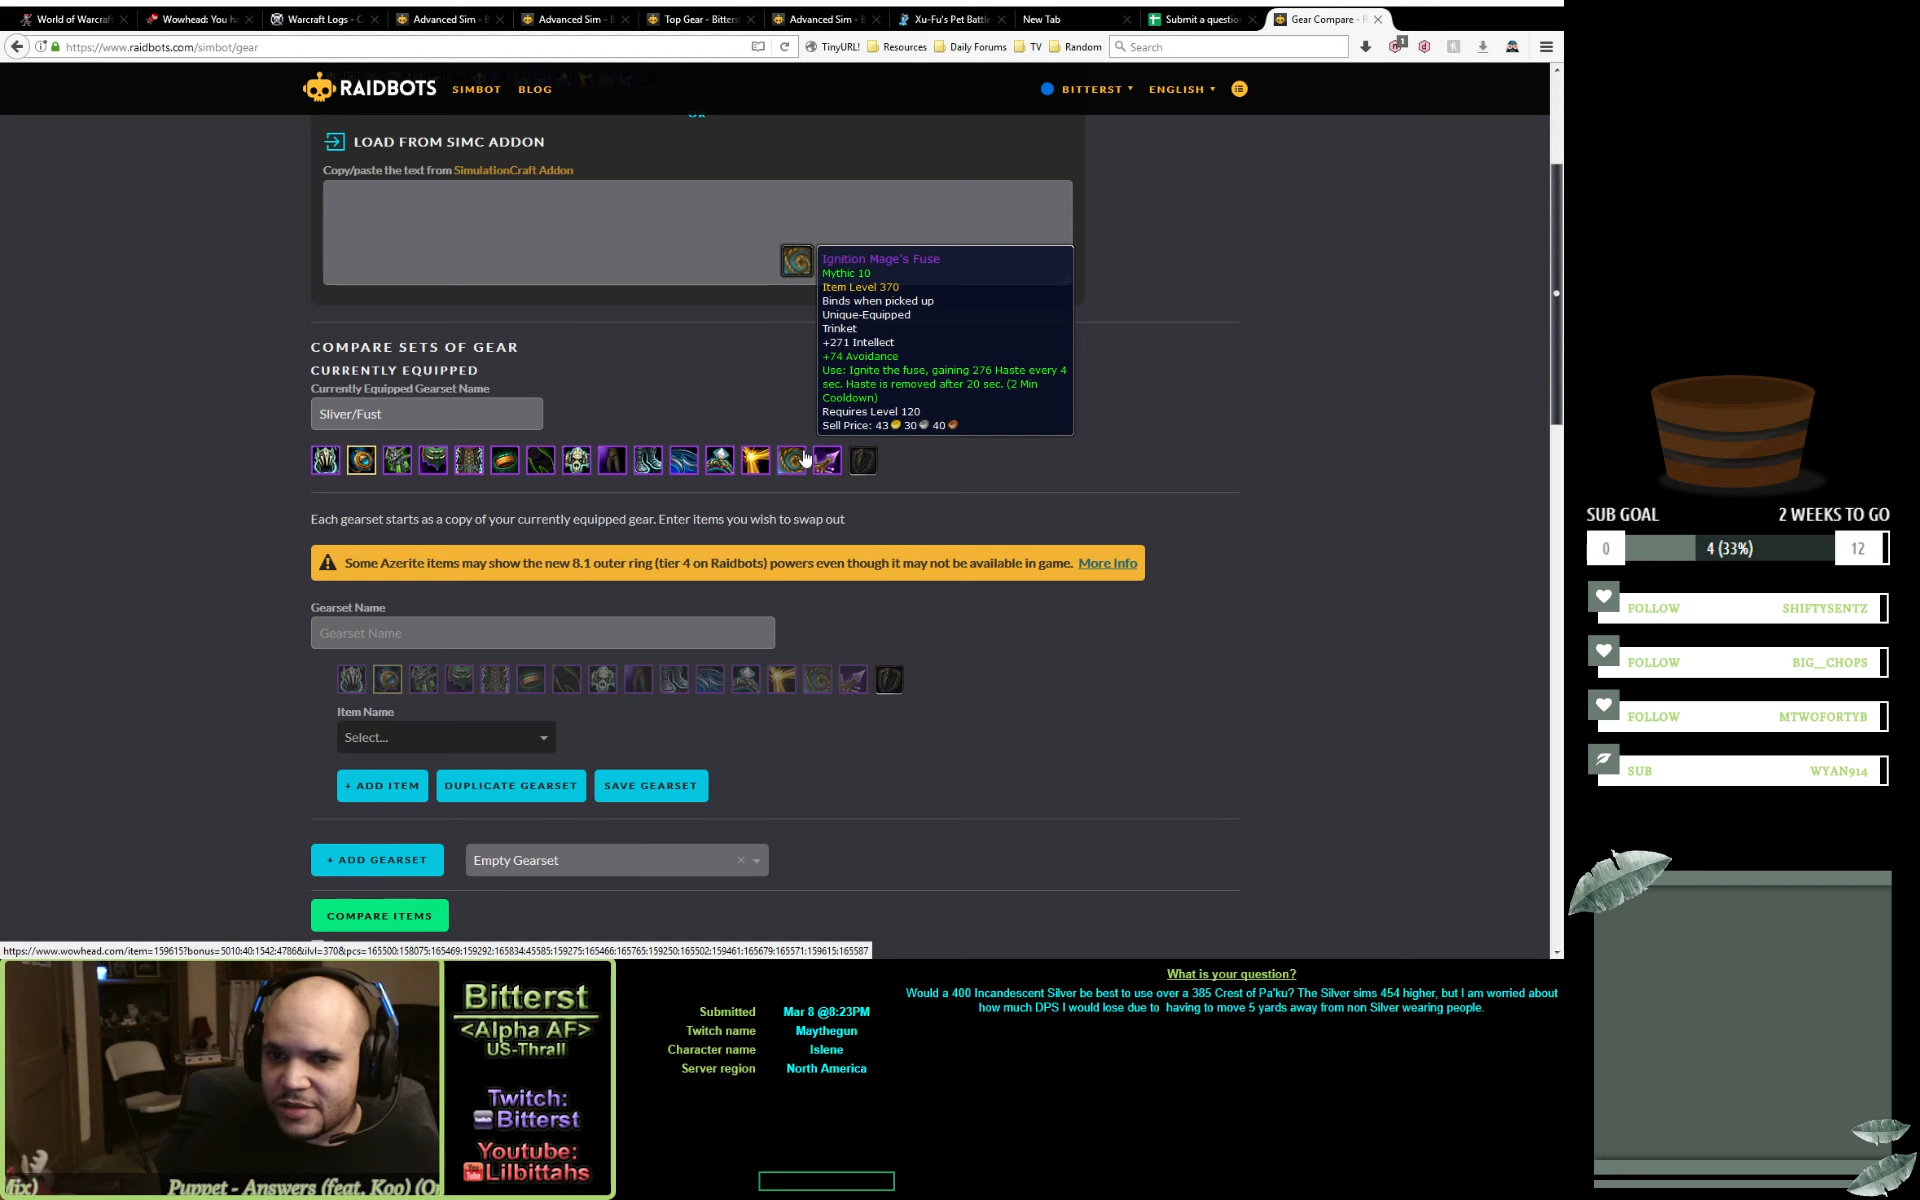 World of Warcraf
Wowhead: You ha
Warcraft Logs - C
Advanced Sim - B
Advanced Sim - B
Top Gear - Bitterst
Advanced Sim - B
Xu-Fu's Pet Battle
New Tab
Submit a questio
Gear Compare - R
https://www.raidbots.com/simbot/gear
TinyURL!
Resources
Daily Forums
TV
Random
Search
RAIDBOTS
SIMBOT
BLOG
BITTERST
ENGLISH
OR
LOAD FROM SIMC ADDON
Copy/paste the text from SimulationCraft Addon
Ignition Mage's Fuse
Mythic 10
Item Level 370
Binds when picked up
Unique-Equipped
Trinket
+271 Intellect
+74 Avoidance
Use: Ignite the fuse, gaining 276 Haste every 4
sec. Haste is removed after 20 sec. (2 Min
Cooldown)
Requires Level 120
Sell Price: 43 30 40
COMPARE SETS OF GEAR
CURRENTLY EQUIPPED
Currently Equipped Gearset Name
Sliver/Fust
Each gearset starts as a copy of your currently equipped gear. Enter items you wish to swap out
Some Azerite items may show the new 8.1 outer ring (tier 4 on Raidbots) powers even though it may not be available in game. More Info
Gearset Name
Gearset Name
Item Name
Select...
+ ADD ITEM
DUPLICATE GEARSET
SAVE GEARSET
+ ADD GEARSET
Empty Gearset
COMPARE ITEMS
https://www.wowhead.com/item=159615?bonus=5010:40:1542:4786&ilvl=370&pcs=165500:158075:165469:159292:165834:45585:159275:165466:165765:159250:165502:159461:165679:165571:159615:165587
SUB GOAL
2 WEEKS TO GO
0
4 (33%)
12
FOLLOW SHIFTYSENTZ
FOLLOW BIG__CHOPS
FOLLOW MTWOFORTYB
SUB WYAN914
Bitterst
<Alpha AF>
US-Thrall
Twitch:
Bitterst
Youtube:
Lilbittahs
Puppet - Answers (feat. Koo) (O
Submitted Mar 8 @8:23PM
Twitch name Maythegun
Character name Islene
Server region North America
What is your question?
Would a 400 Incandescent Silver be best to use over a 385 Crest of Pa'ku? The Silver sims 454 higher, but I am worried about
how much DPS I would lose due to having to move 5 yards away from non Silver wearing people.